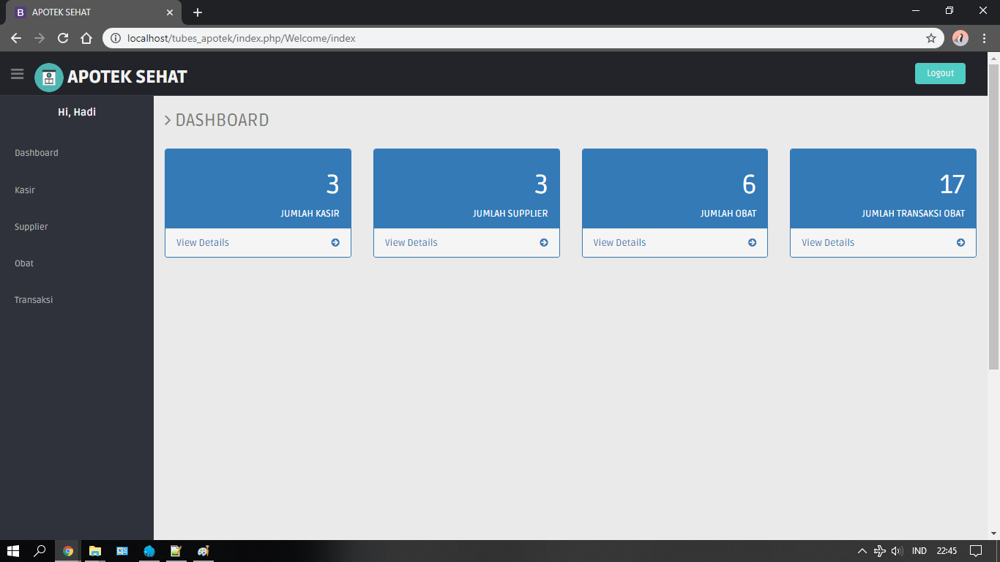 APOTEK SEHAT
localhost/tubes_apotek/index.php/Welcome/index
APOTEK SEHAT
Logout
Hi, Hadi
Dashboard
Kasir
Supplier
Obat
Transaksi
DASHBOARD
3
JUMLAH KASIR
View Details
3
JUMLAH SUPPLIER
View Details
6
JUMLAH OBAT
View Details
17
JUMLAH TRANSAKSI OBAT
View Details
IND
22:45